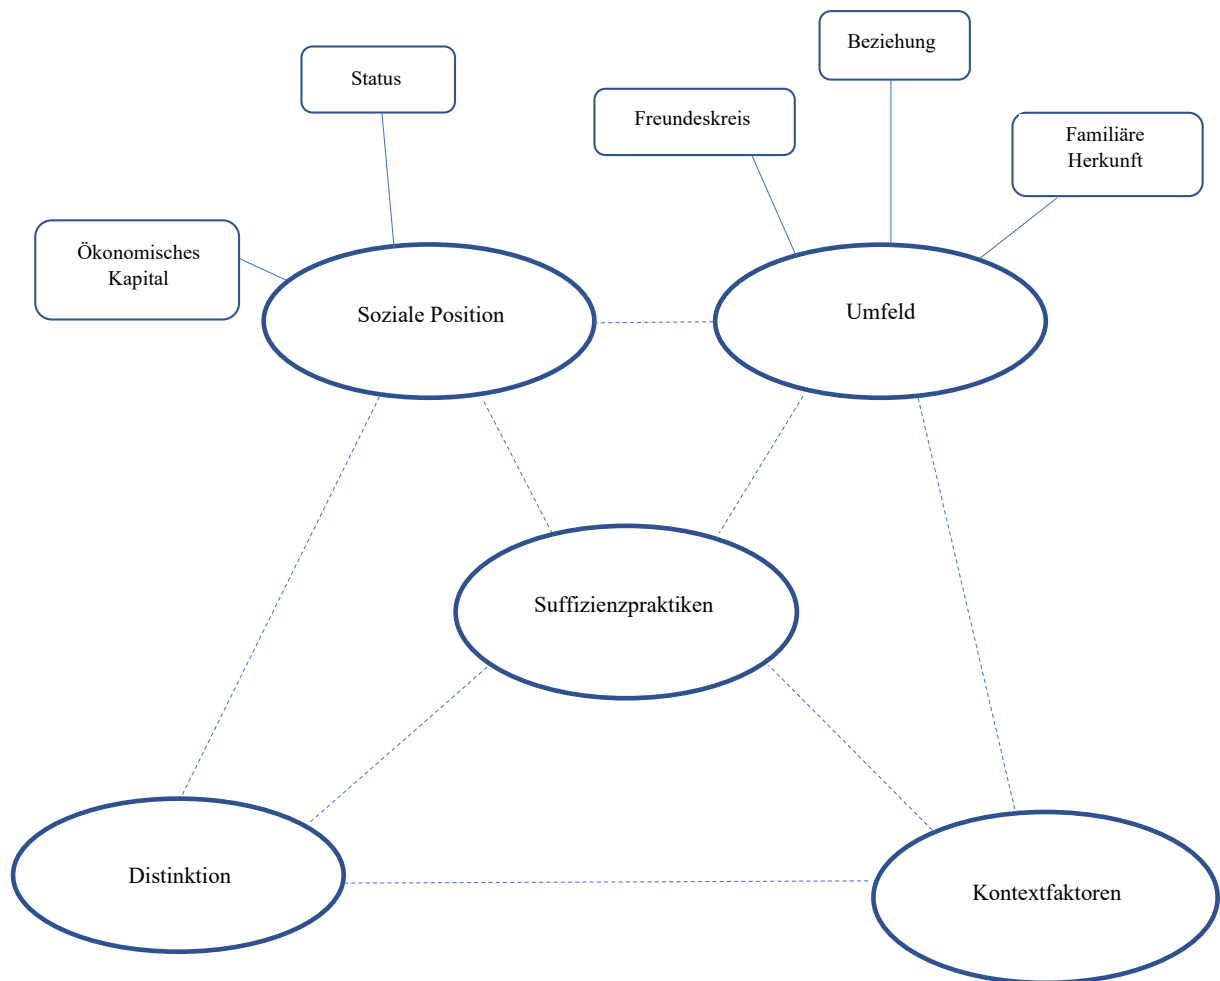 Beziehung
Status
Freundeskreis
Familiäre
Herkunft
Ökonomisches
Kapital
Soziale Position
Umfeld
Suffizienzpraktiken
Distinktion
Kontextfaktoren